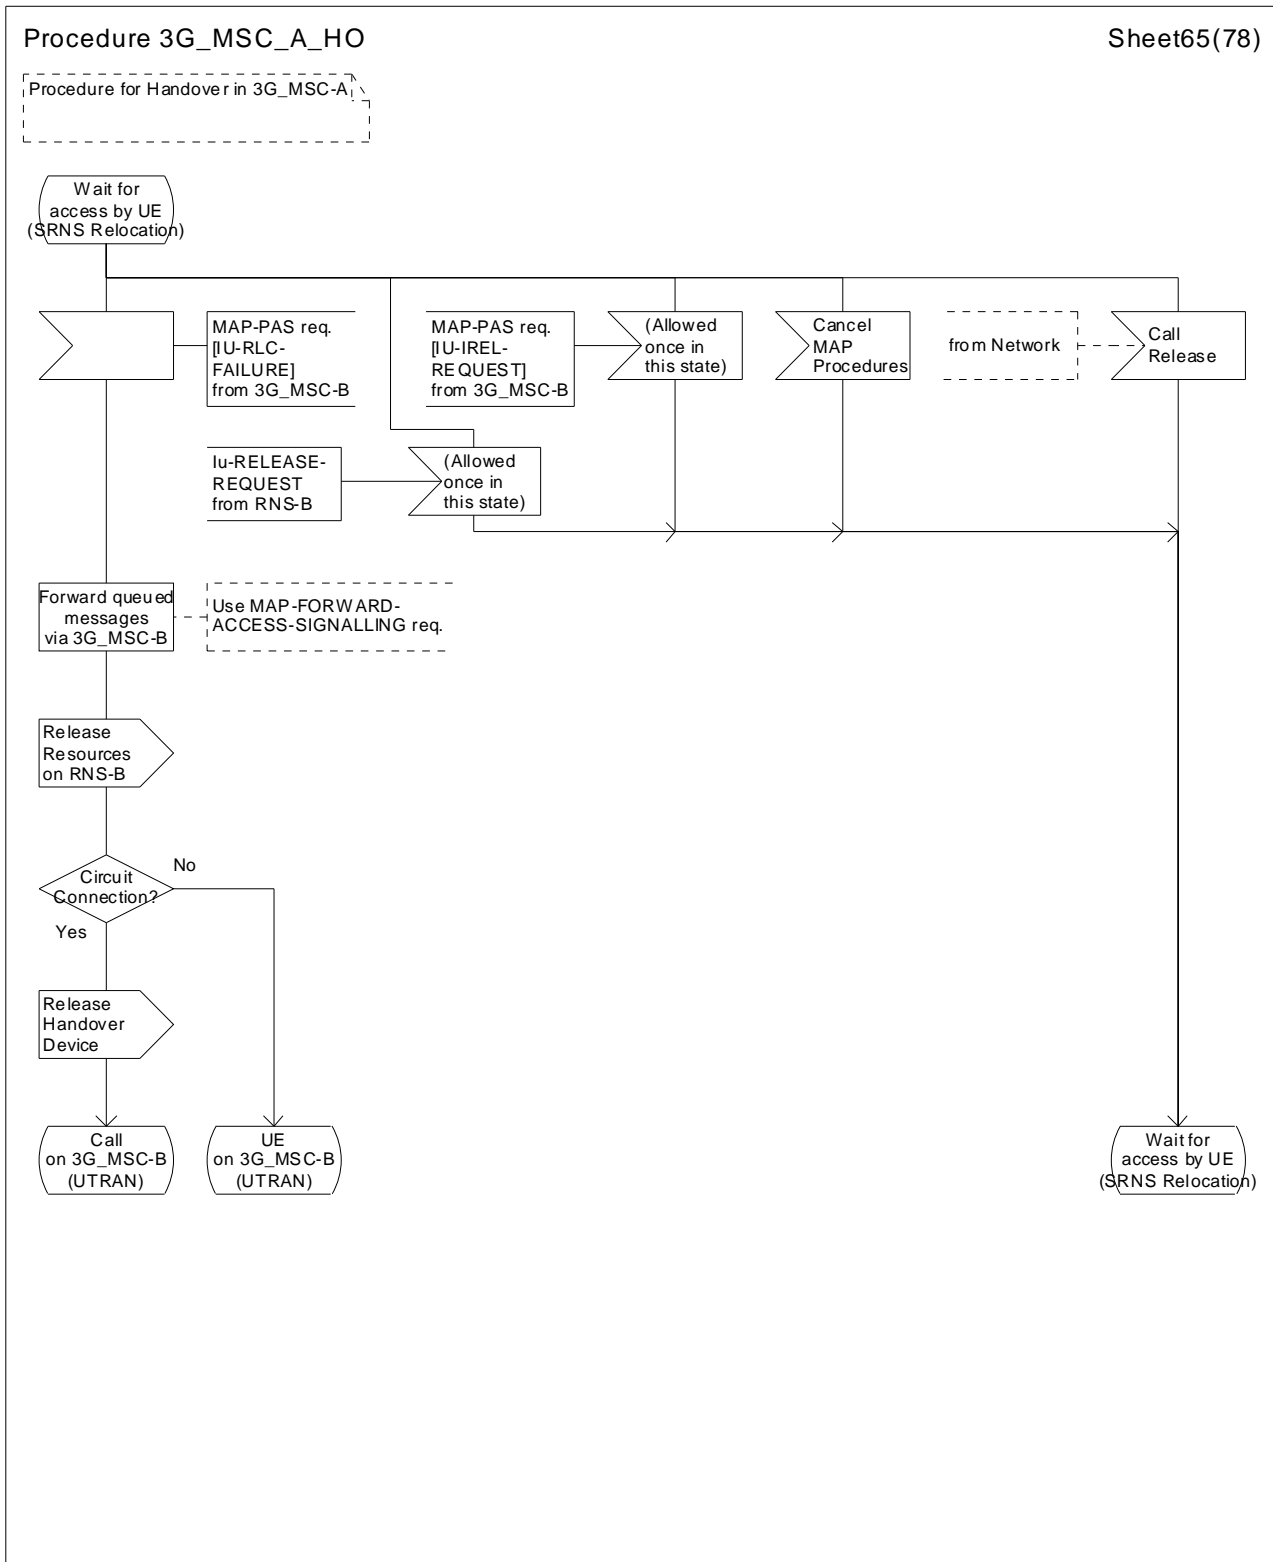 Procedure 3G_MSC_A_HO
Sheet65(78)
Procedure for Handover in 3G_MSC-A
Wait for
access by UE
(SRNS Relocation)
MAP-PAS req.
[IU-RLC-
FAILURE]
from 3G_MSC-B
MAP-PAS req.
[IU-IREL-
REQUEST]
from 3G_MSC-B
(Allowed
once in
this state)
Cancel
MAP
Procedures
from Network
Call
Release
Iu-RELEASE-
REQUEST
from RNS-B
(Allowed
once in
this state)
Forward queued
messages
via 3G_MSC-B
Use MAP-FORWARD-
ACCESS-SIGNALLING req.
Release
Resources
on RNS-B
Circuit
Connection?
No
Yes
Release
Handover
Device
Call
on 3G_MSC-B
(UTRAN)
UE
on 3G_MSC-B
(UTRAN)
Wait for
access by UE
(SRNS Relocation)